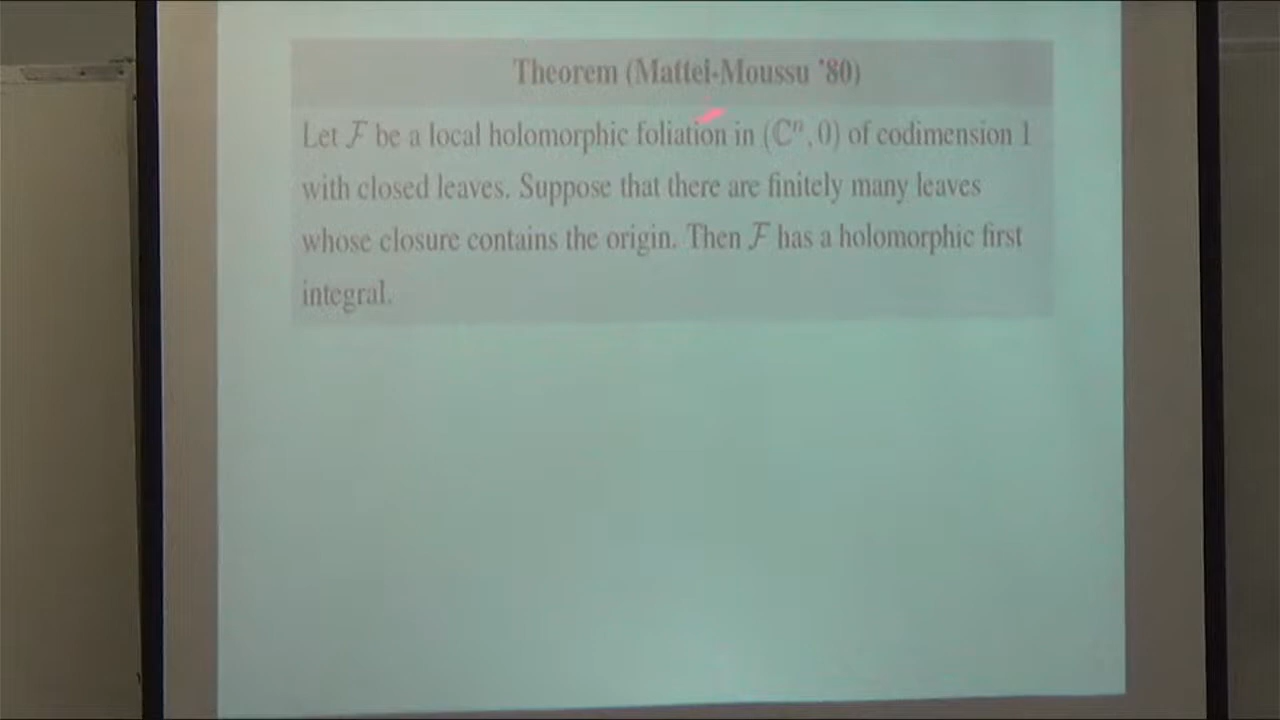 Theorem (Mattei-Moussu '80)
Let ℱ be a local holomorphic foliation in (ℂⁿ, 0) of codimension 1
with closed leaves. Suppose that there are finitely many leaves
whose closure contains the origin. Then ℱ has a holomorphic first
integral.